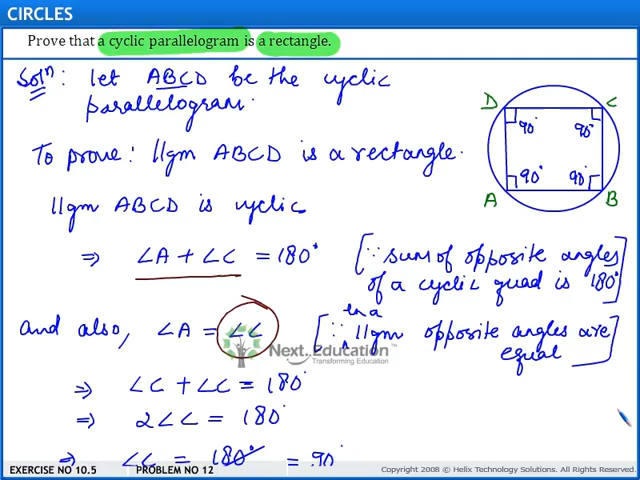 CIRCLES
Prove that a cyclic parallelogram is a rectangle.
Solⁿ : let ABCD be the cyclic
parallelogram.
To prove : ||gm ABCD is a rectangle.
||gm ABCD is cyclic
⇒ ∠A + ∠C = 180° [∵ sum of opposite angles
of a cyclic quad is 180°]
and also, ∠A = ∠C [∵ in a ||gm opposite angles are
equal]
Next Education
Transforming Education
⇒ ∠C + ∠C = 180°
⇒ 2∠C = 180°
⇒ ∠C = 180° = 90°
D C
90° 90°
90° 90°
A B
EXERCISE NO 10.5 PROBLEM NO 12 Copyright 2008 © Helix Technology Solutions. All Rights Reserved.